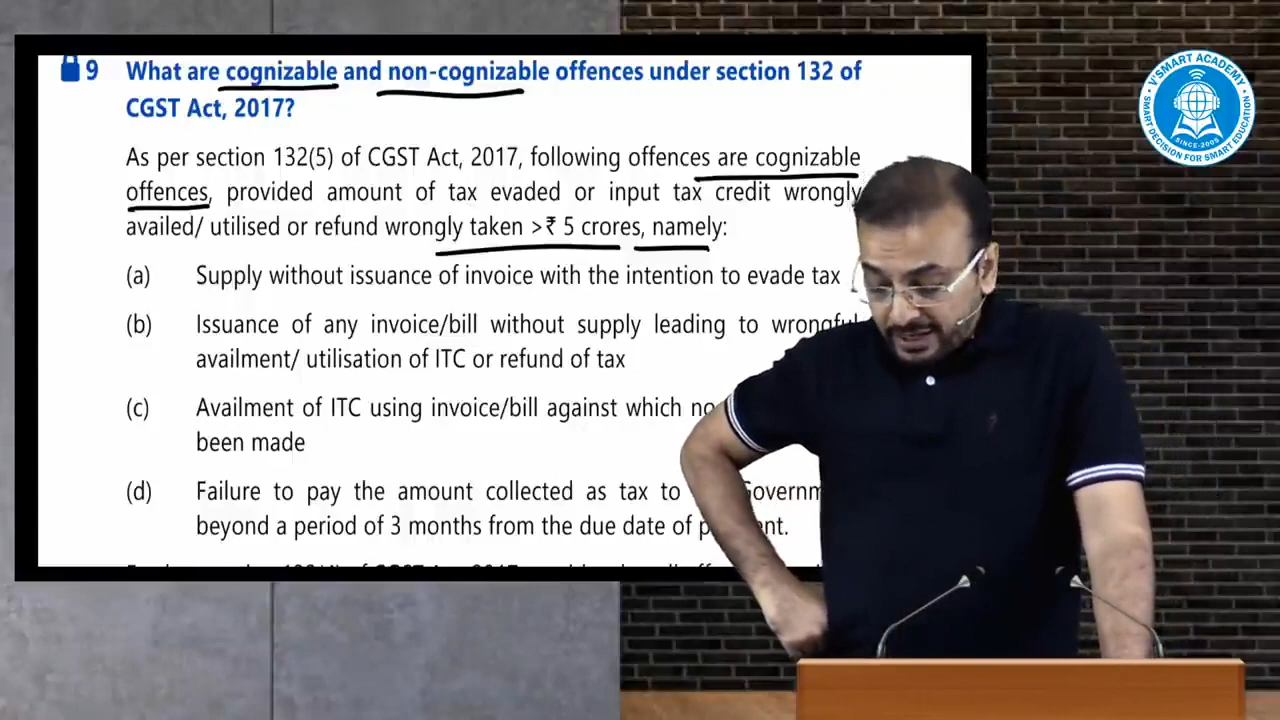 9 What are cognizable and non-cognizable offences under section 132 of
CGST Act, 2017?
As per section 132(5) of CGST Act, 2017, following offences are cognizable
offences, provided amount of tax evaded or input tax credit wrongly
availed/ utilised or refund wrongly taken >₹ 5 crores, namely:
(a) Supply without issuance of invoice with the intention to evade tax
(b) Issuance of any invoice/bill without supply leading to wrongful
availment/ utilisation of ITC or refund of tax
(c) Availment of ITC using invoice/bill against which no
been made
(d) Failure to pay the amount collected as tax to
beyond a period of 3 months from the due date of
V'SMART ACADEMY
SINCE-2005
SMART DECISION FOR SMART EDUCATION